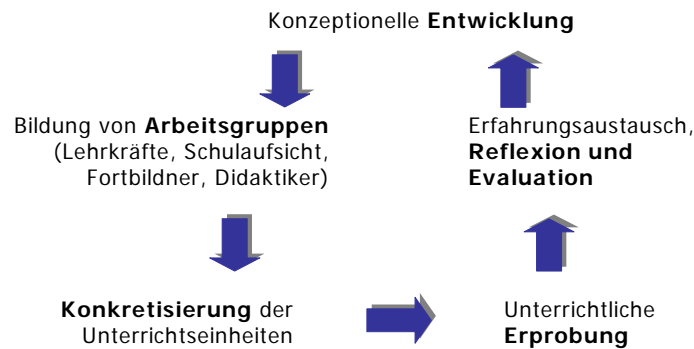 Konzeptionelle Entwicklung
Bildung von Arbeitsgruppen
(Lehrkräfte, Schulaufsicht,
Fortbildner, Didaktiker)
Erfahrungsaustausch,
Reflexion und
Evaluation
Konkretisierung der
Unterrichtseinheiten
Unterrichtliche
Erprobung